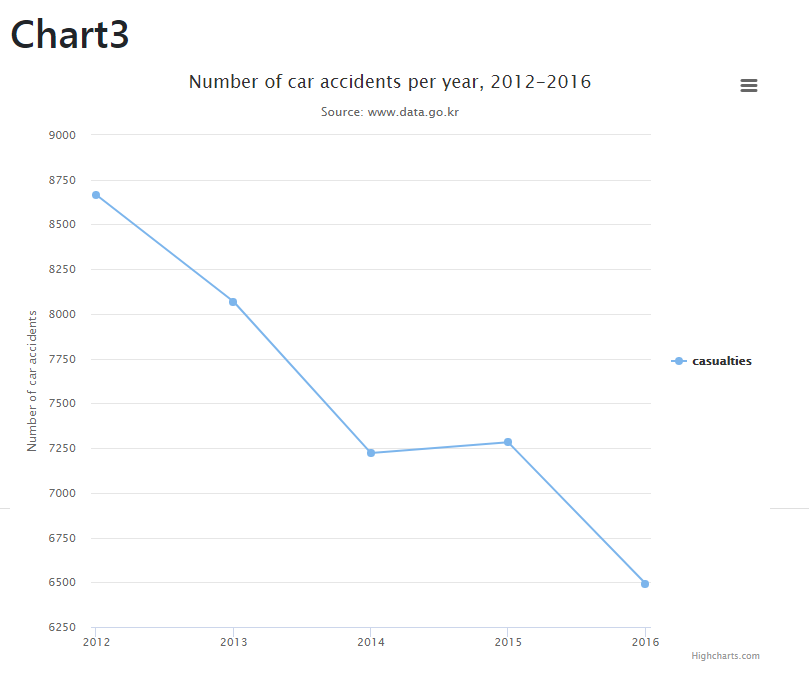 Chart3
Number of car accidents per year, 2012-2016
Source: www.data.go.kr
Number of car accidents
9000
8750
8500
8250
8000
7750
7500
7250
7000
6750
6500
6250
2012 2013 2014 2015 2016
casualties
Highcharts.com